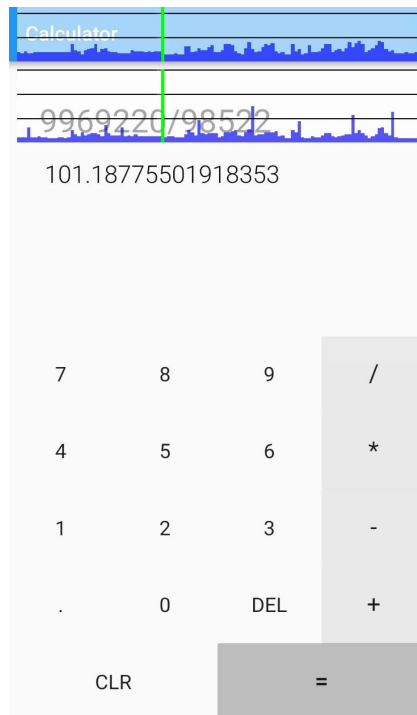 Calculator
9969220/98522
101.18775501918353
7 8 9 /
4 5 6 *
1 2 3 -
. 0 DEL +
CLR =